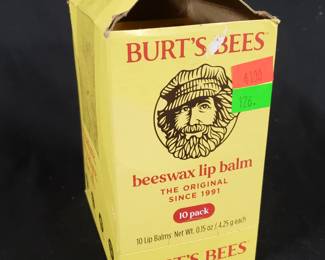 BURT'S BEES
126.
beeswax lip balm
THE ORIGINAL
SINCE 1991
10 pack
10 Lip Balms Net Wt. 0.15 oz / 4.25 g each
BURT'S BEES